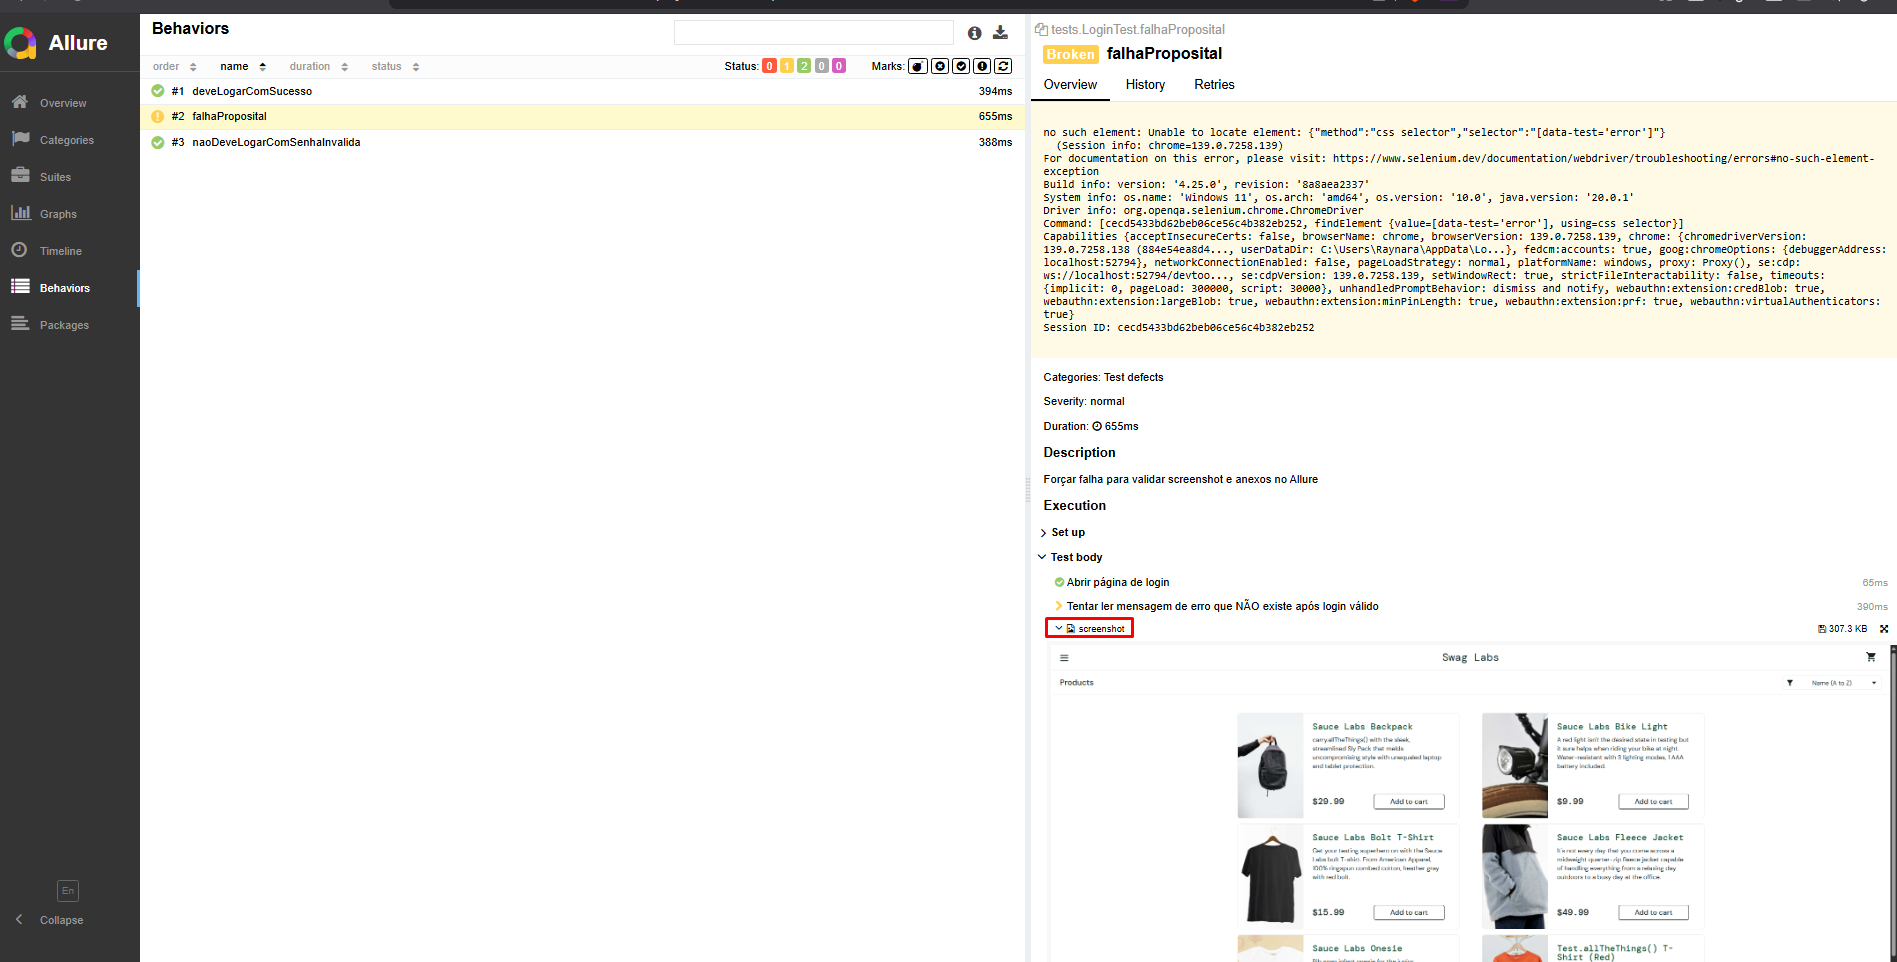 Allure
Overview
Categories
Suites
Graphs
Timeline
Behaviors
Packages
En
Collapse
Behaviors
order name duration status
Status: 0 1 2 0 0 Marks:
#1 deveLogarComSucesso 394ms
#2 falhaProposital 655ms
#3 naoDeveLogarComSenhaInvalida 388ms
tests.LoginTest.falhaProposital
Broken falhaProposital
Overview History Retries
no such element: Unable to locate element: {"method":"css selector","selector":"[data-test='error']"}
(Session info: chrome=139.0.7258.139)
For documentation on this error, please visit: https://www.selenium.dev/documentation/webdriver/troubleshooting/errors#no-such-element-
exception
Build info: version: '4.25.0', revision: '8a8aea2337'
System info: os.name: 'Windows 11', os.arch: 'amd64', os.version: '10.0', java.version: '20.0.1'
Driver info: org.openqa.selenium.chrome.ChromeDriver
Command: [cecd5433bd62beb06ce56c4b382eb252, findElement {value=[data-test='error'], using=css selector}]
Capabilities {acceptInsecureCerts: false, browserName: chrome, browserVersion: 139.0.7258.139, chrome: {chromedriverVersion:
139.0.7258.138 (884e54ea8d4..., userDataDir: C:\Users\Raynara\AppData\Lo...}, fedcm:accounts: true, goog:chromeOptions: {debuggerAddress:
localhost:52794}, networkConnectionEnabled: false, pageLoadStrategy: normal, platformName: windows, proxy: Proxy(), se:cdp:
ws://localhost:52794/devtoo..., se:cdpVersion: 139.0.7258.139, setWindowRect: true, strictFileInteractability: false, timeouts:
{implicit: 0, pageLoad: 300000, script: 30000}, unhandledPromptBehavior: dismiss and notify, webauthn:extension:credBlob: true,
webauthn:extension:largeBlob: true, webauthn:extension:minPinLength: true, webauthn:extension:prf: true, webauthn:virtualAuthenticators:
true}
Session ID: cecd5433bd62beb06ce56c4b382eb252
Categories: Test defects
Severity: normal
Duration: 655ms
Description
Forçar falha para validar screenshot e anexos no Allure
Execution
Set up
Test body
Abrir página de login 65ms
Tentar ler mensagem de erro que NÃO existe após login válido 390ms
screenshot 307.3 KB
Swag Labs
Products Name (A to Z)
Sauce Labs Backpack
carry.allTheThings() with the sleek,
streamlined Sly Pack that melds
uncompromising style with unequaled laptop
and tablet protection.
$29.99 Add to cart
Sauce Labs Bike Light
A red light isn't the desired state in testing but
it sure helps when riding your bike at night.
Water-resistant with 3 lighting modes, 1 AAA
battery included.
$9.99 Add to cart
Sauce Labs Bolt T-Shirt
Get your testing superhero on with the Sauce
Labs bolt T-shirt. From American Apparel,
100% ringspun combed cotton, heather gray
with red bolt.
$15.99 Add to cart
Sauce Labs Fleece Jacket
It's not every day that you come across a
midweight quarter-zip fleece jacket capable
of handling everything from a relaxing day
outdoors to a busy day at the office.
$49.99 Add to cart
Sauce Labs Onesie
Test.allTheThings() T-
Shirt (Red)